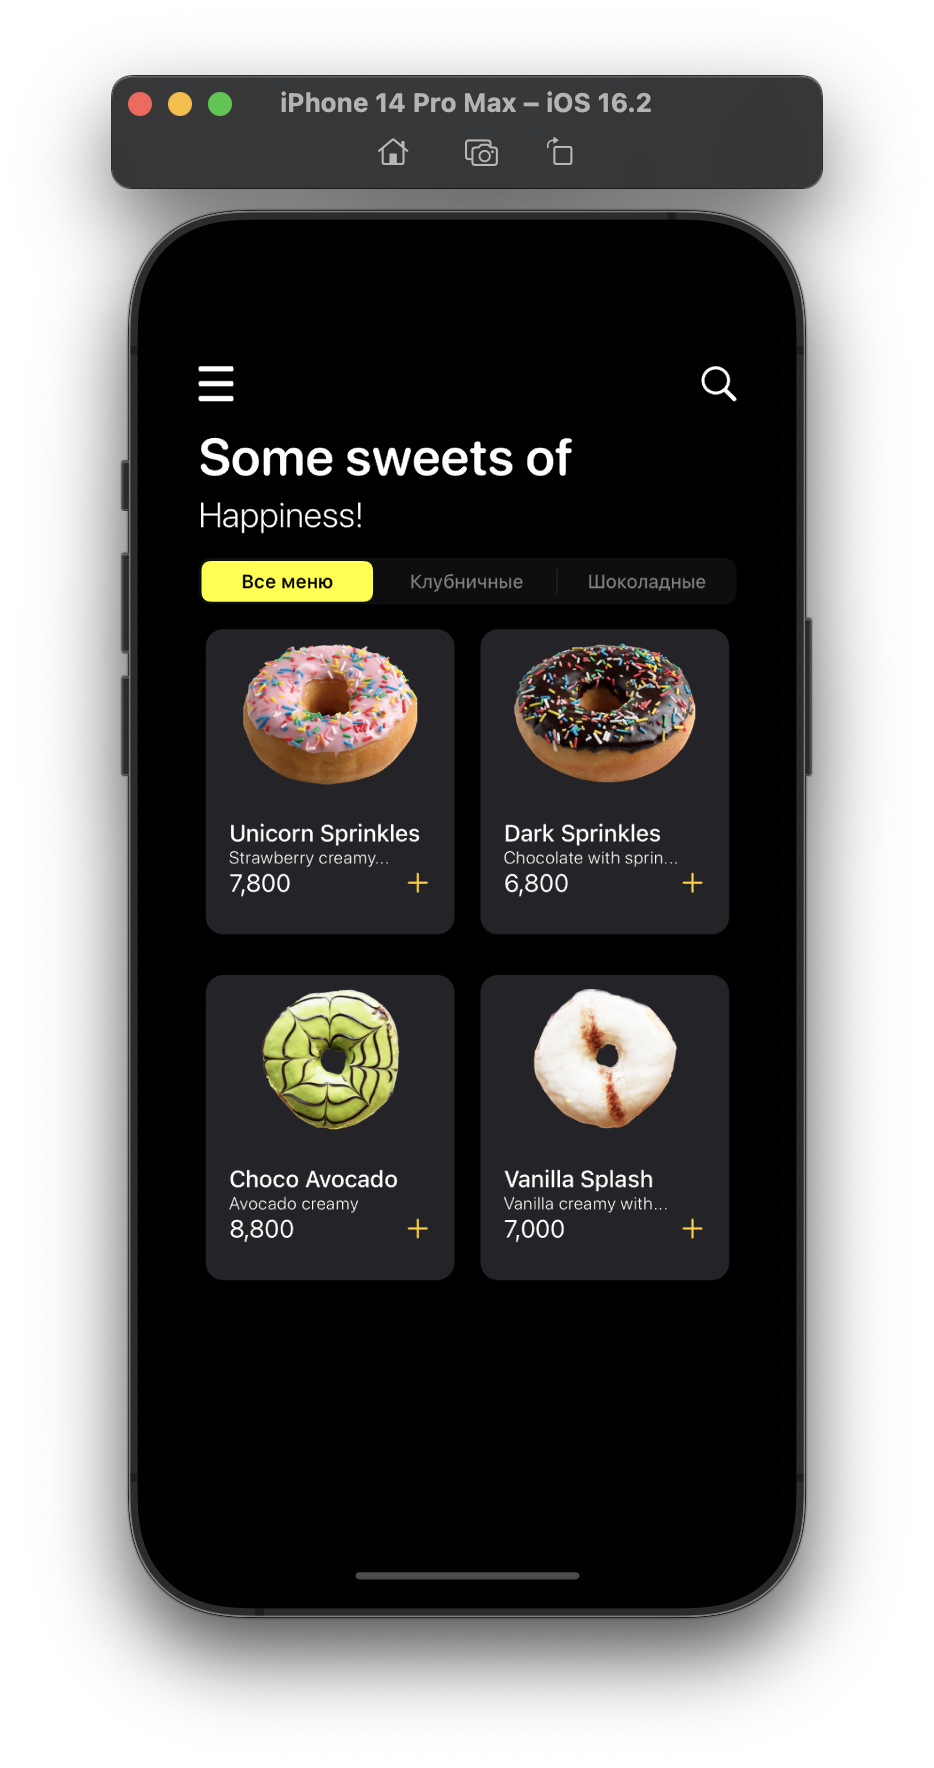 iPhone 14 Pro Max – iOS 16.2
Some sweets of
Happiness!
Все меню
Клубничные
Шоколадные
Unicorn Sprinkles
Strawberry creamy...
7,800
+
Dark Sprinkles
Chocolate with sprin...
6,800
+
Choco Avocado
Avocado creamy
8,800
+
Vanilla Splash
Vanilla creamy with...
7,000
+